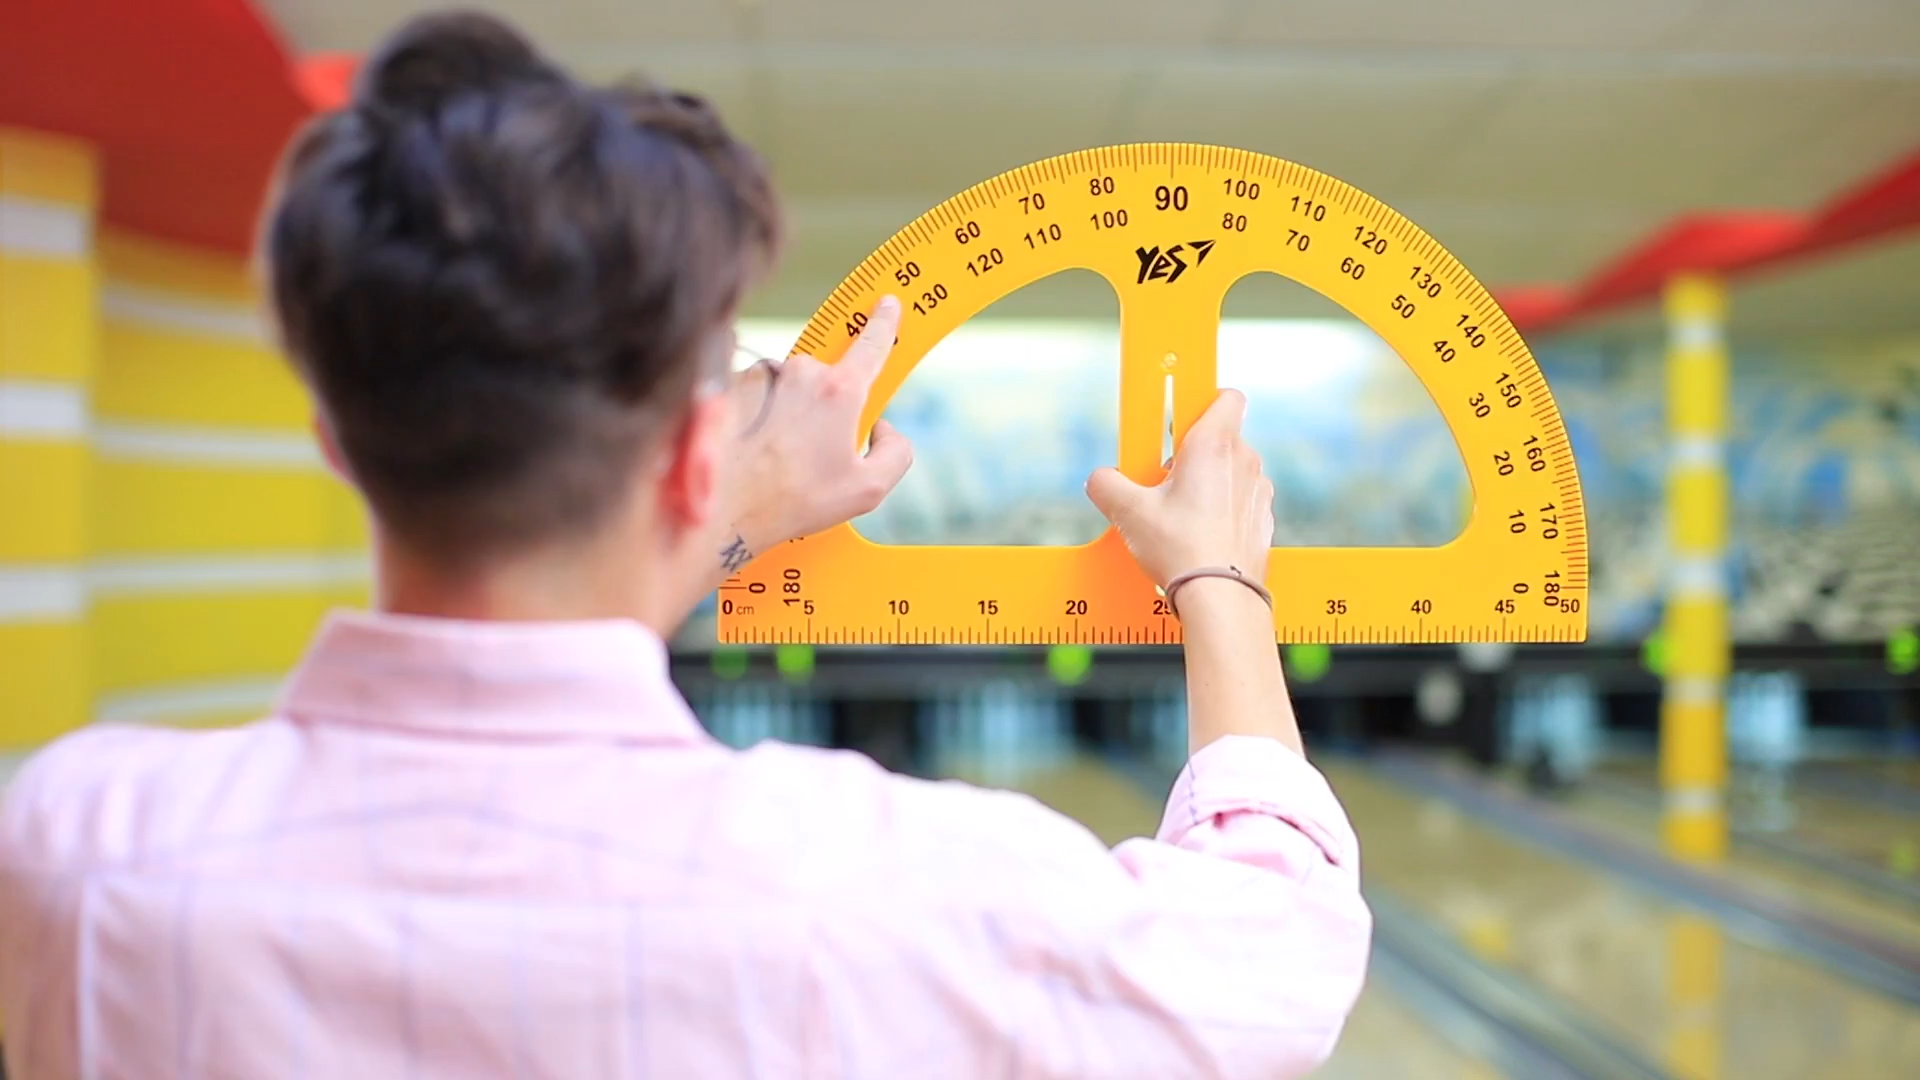 40 50 60 70 80 90 100 110 120 130 140 150 160 170 180
130 120 110 100 80 70 60 50 40 30 20 10 0
YES
0 180
0 cm 5 10 15 20 25 35 40 45 50